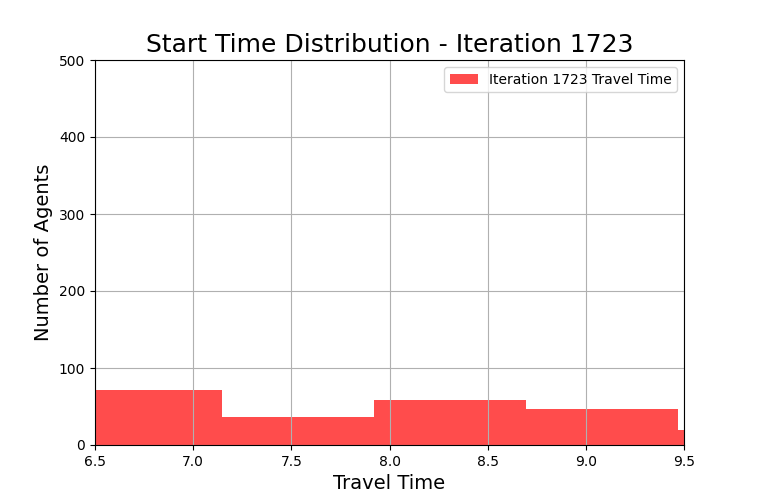 Start Time Distribution - Iteration 1723
500
Iteration 1723 Travel Time
400
300
200
100
0
Number of Agents
6.5 7.0 7.5 8.0 8.5 9.0 9.5
Travel Time